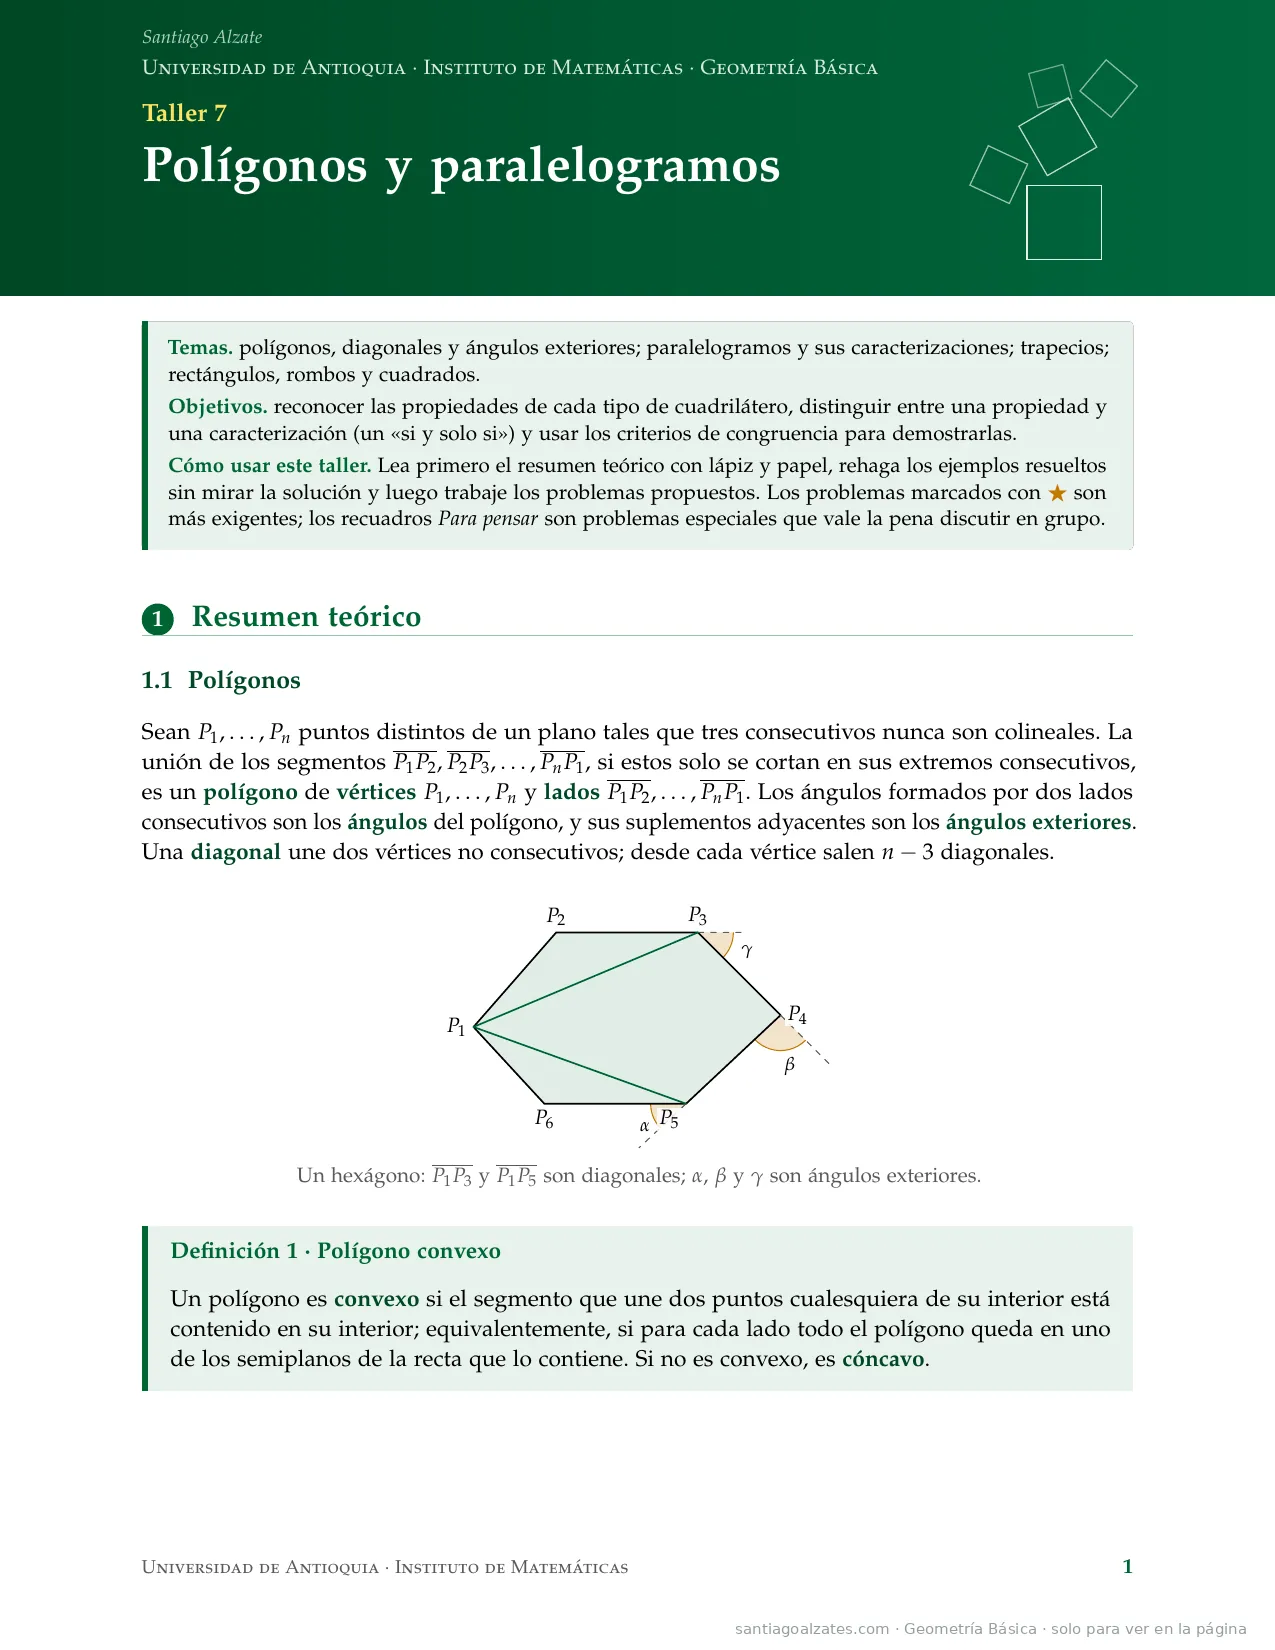 Santiago Alzate
Universidad de Antioquia · Instituto de Matemáticas · Geometría Básica
Taller 7
Polígonos y paralelogramos
Temas. polígonos, diagonales y ángulos exteriores; paralelogramos y sus caracterizaciones; trapecios;
rectángulos, rombos y cuadrados.
Objetivos. reconocer las propiedades de cada tipo de cuadrilátero, distinguir entre una propiedad y
una caracterización (un «si y solo si») y usar los criterios de congruencia para demostrarlas.
Cómo usar este taller. Lea primero el resumen teórico con lápiz y papel, rehaga los ejemplos resueltos
sin mirar la solución y luego trabaje los problemas propuestos. Los problemas marcados con ★ son
más exigentes; los recuadros Para pensar son problemas especiales que vale la pena discutir en grupo.
1 Resumen teórico
1.1 Polígonos
Sean P₁, . . . , Pₙ puntos distintos de un plano tales que tres consecutivos nunca son colineales. La
unión de los segmentos P̅₁̅P̅₂̅, P̅₂̅P̅₃̅, . . . , P̅ₙ̅P̅₁̅, si estos solo se cortan en sus extremos consecutivos,
es un polígono de vértices P₁, . . . , Pₙ y lados P̅₁̅P̅₂̅, . . . , P̅ₙ̅P̅₁̅. Los ángulos formados por dos lados
consecutivos son los ángulos del polígono, y sus suplementos adyacentes son los ángulos exteriores.
Una diagonal une dos vértices no consecutivos; desde cada vértice salen n − 3 diagonales.
P₂
P₃
γ
P₁
P₄
β
P₆
α
P₅
Un hexágono: P̅₁̅P̅₃̅ y P̅₁̅P̅₅̅ son diagonales; α, β y γ son ángulos exteriores.
Definición 1 · Polígono convexo
Un polígono es convexo si el segmento que une dos puntos cualesquiera de su interior está
contenido en su interior; equivalentemente, si para cada lado todo el polígono queda en uno
de los semiplanos de la recta que lo contiene. Si no es convexo, es cóncavo.
Universidad de Antioquia · Instituto de Matemáticas
1
santiagoalzates.com · Geometría Básica · solo para ver en la página